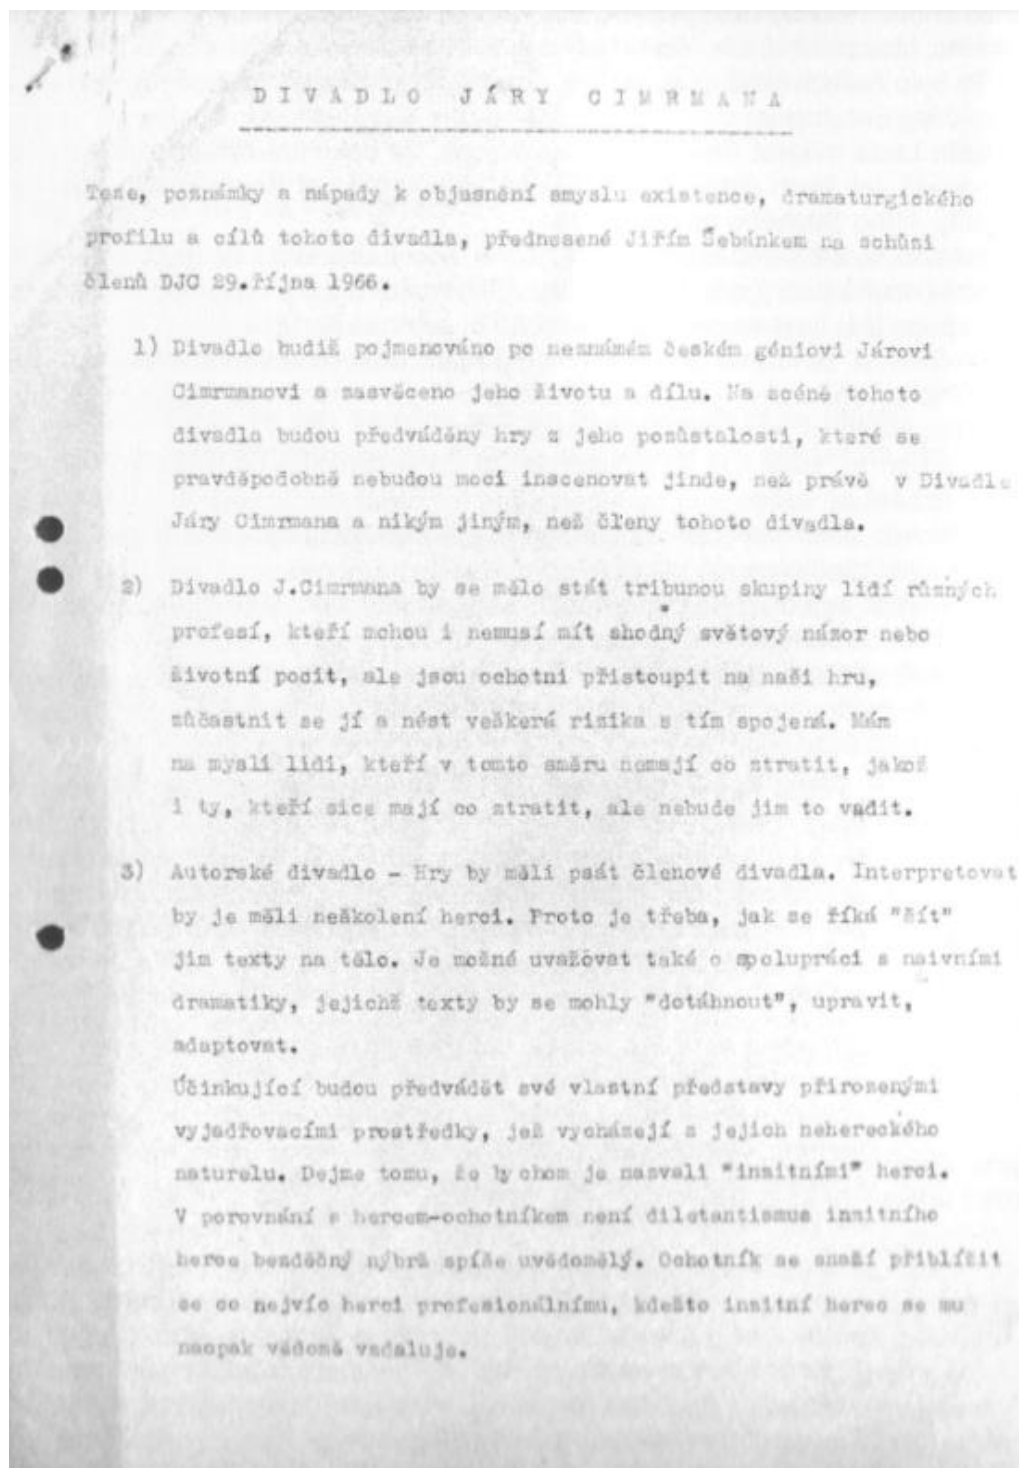 DIVADLO JÁRY CIMRMANA
Teze, poznámky a nápady k objasnění smyslu existence, dramaturgického
profilu a cílů tohoto divadla, přednesené Jiřím Šebánkem na schůzi
členů DJC 29.října 1966.
1) Divadlo budiž pojmenováno po neznámém českém géniovi Járovi
Cimrmanovi a zasvěceno jeho životu a dílu. Na scéně tohoto
divadla budou předváděny hry z jeho pozůstalosti, které se
pravděpodobně nebudou moci inscenovat jinde, než právě v Divadle
Járy Cimrmana a nikým jiným, než členy tohoto divadla.
2) Divadlo J.Cimrmana by se mělo stát tribunou skupiny lidí různých
profesí, kteří mohou i nemusí mít shodný světový názor nebo
životní pocit, ale jsou ochotni přistoupit na naši hru,
zúčastnit se jí a nést veškerá rizika s tím spojená. Mám
na mysli lidi, kteří v tomto směru nemají co ztratit, jakož
i ty, kteří sice mají co ztratit, ale nebude jim to vadit.
3) Autorské divadlo - Hry by měli psát členové divadla. Interpretovat
by je měli neškolení herci. Proto je třeba, jak se říká "šít"
jim texty na tělo. Je možné uvažovat také o spolupráci s naivními
dramatiky, jejichž texty by se mohly "dotáhnout", upravit,
adaptovat.
Účinkující budou předvádět své vlastní představy přirozenými
vyjadřovacími prostředky, jež vycházejí z jejich nehereckého
naturelu. Dejme tomu, že bychom je nazvali "insitními" herci.
V porovnání s hercem-ochotníkem není diletantismus insitního
herce bezděčný nýbrž spíše uvědomělý. Ochotník se snaží přiblížit
se co nejvíc herci profesionálnímu, kdežto insitní herec se mu
naopak vědomě vzdaluje.